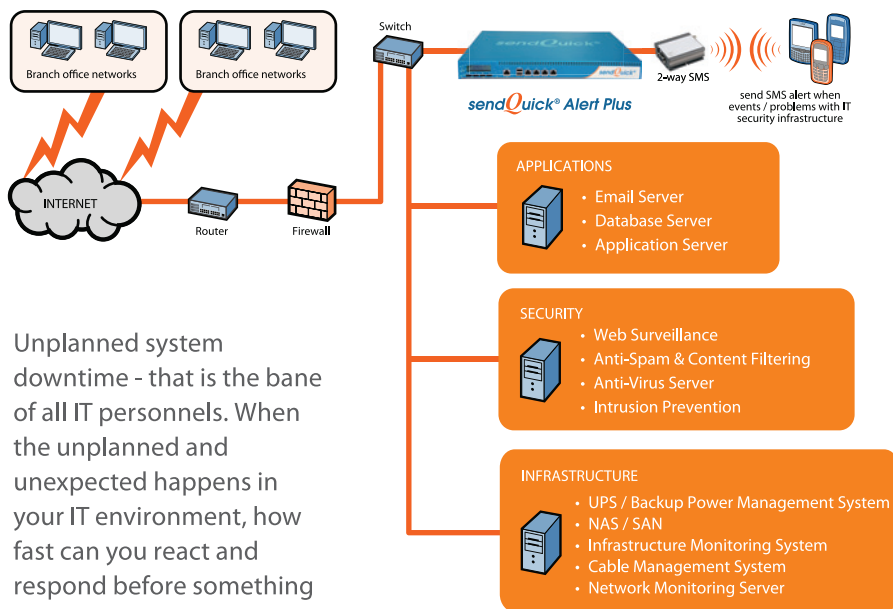 Branch office networks
Branch office networks
Switch
sendQuick®
sendQuick®
sendQuick® Alert Plus
2-way SMS
send SMS alert when
events / problems with IT
security infrastructure
INTERNET
Router
Firewall
APPLICATIONS
• Email Server
• Database Server
• Application Server
SECURITY
• Web Surveillance
• Anti-Spam & Content Filtering
• Anti-Virus Server
• Intrusion Prevention
INFRASTRUCTURE
• UPS / Backup Power Management System
• NAS / SAN
• Infrastructure Monitoring System
• Cable Management System
• Network Monitoring Server
Unplanned system
downtime - that is the bane
of all IT personnels. When
the unplanned and
unexpected happens in
your IT environment, how
fast can you react and
respond before something